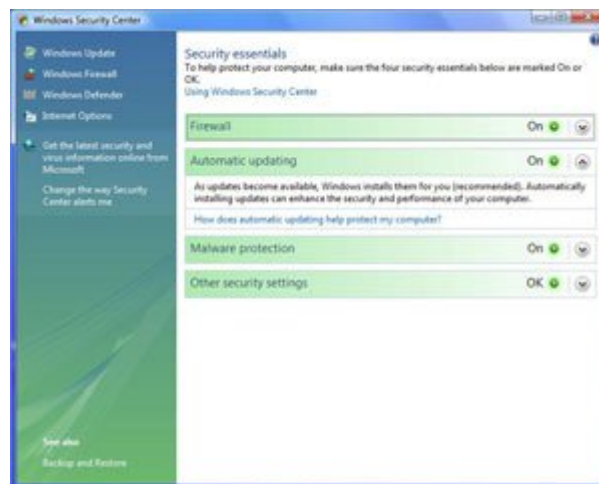 Windows Security Center
Windows Update
Windows Firewall
Windows Defender
Internet Options
Get the latest security and
virus information online from
Microsoft
Change the way Security
Center alerts me
See also
Backup and Restore
Security essentials
To help protect your computer, make sure the four security essentials below are marked On or
OK.
Using Windows Security Center
Firewall On
Automatic updating On
As updates become available, Windows installs them for you (recommended). Automatically
installing updates can enhance the security and performance of your computer.
How does automatic updating help protect my computer?
Malware protection On
Other security settings OK